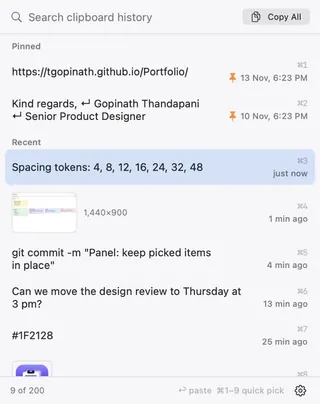 Search clipboard history
Copy All
Pinned
https://tgopinath.github.io/Portfolio/
⌘1
13 Nov, 6:23 PM
Kind regards, ↵ Gopinath Thandapani
↵ Senior Product Designer
⌘2
10 Nov, 6:23 PM
Recent
Spacing tokens: 4, 8, 12, 16, 24, 32, 48
⌘3
just now
1,440×900
⌘4
1 min ago
git commit -m "Panel: keep picked items
in place"
⌘5
4 min ago
Can we move the design review to Thursday at
3 pm?
⌘6
13 min ago
#1F2128
⌘7
25 min ago
⌘8
9 of 200
↵ paste ⌘1–9 quick pick